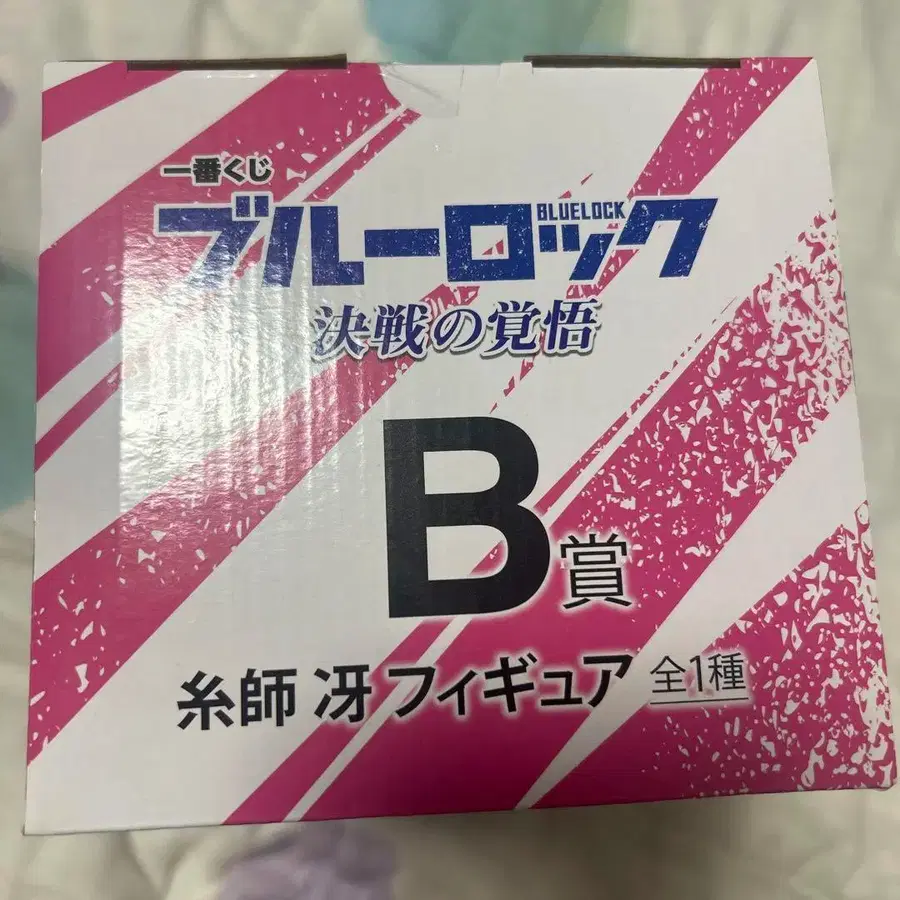 一番くじ
ブルーロック
BLUELOCK
決戦の覚悟
B賞
糸師 冴 フィギュア 全1種